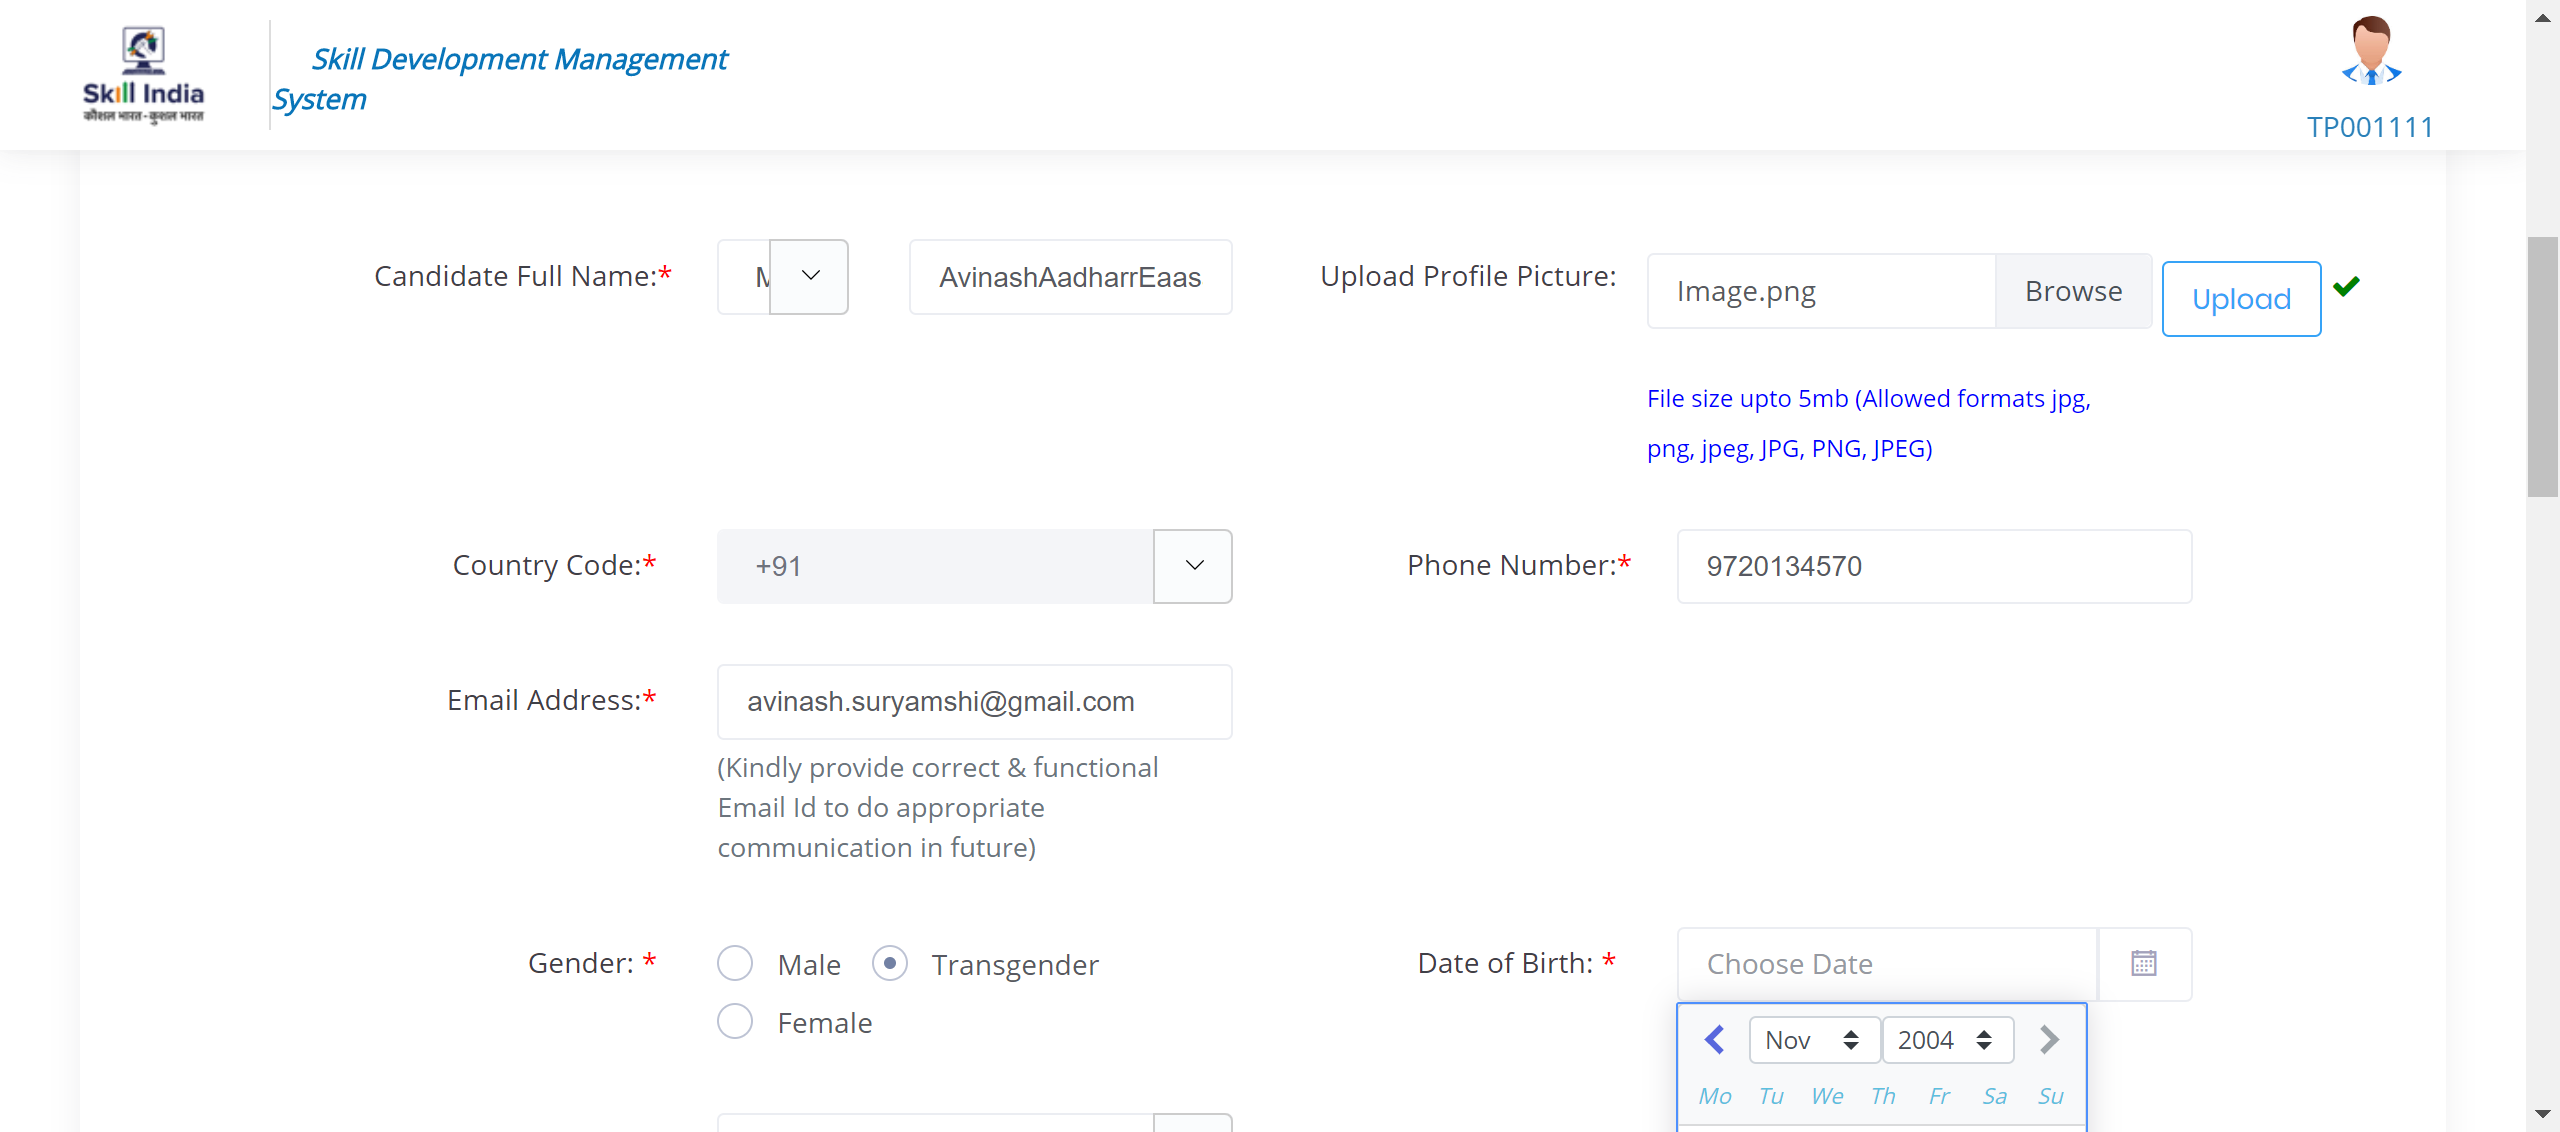 Skill India
कौशल भारत - कुशल भारत
Skill Development Management
System
TP001111
Candidate Full Name:*
AvinashAadharrEaas
Upload Profile Picture:
Image.png
Browse
Upload
File size upto 5mb (Allowed formats jpg,
png, jpeg, JPG, PNG, JPEG)
Country Code:*
+91
Phone Number:*
9720134570
Email Address:*
avinash.suryamshi@gmail.com
(Kindly provide correct & functional
Email Id to do appropriate
communication in future)
Gender: *
Male
Transgender
Female
Date of Birth: *
Choose Date
Nov
2004
Mo Tu We Th Fr Sa Su